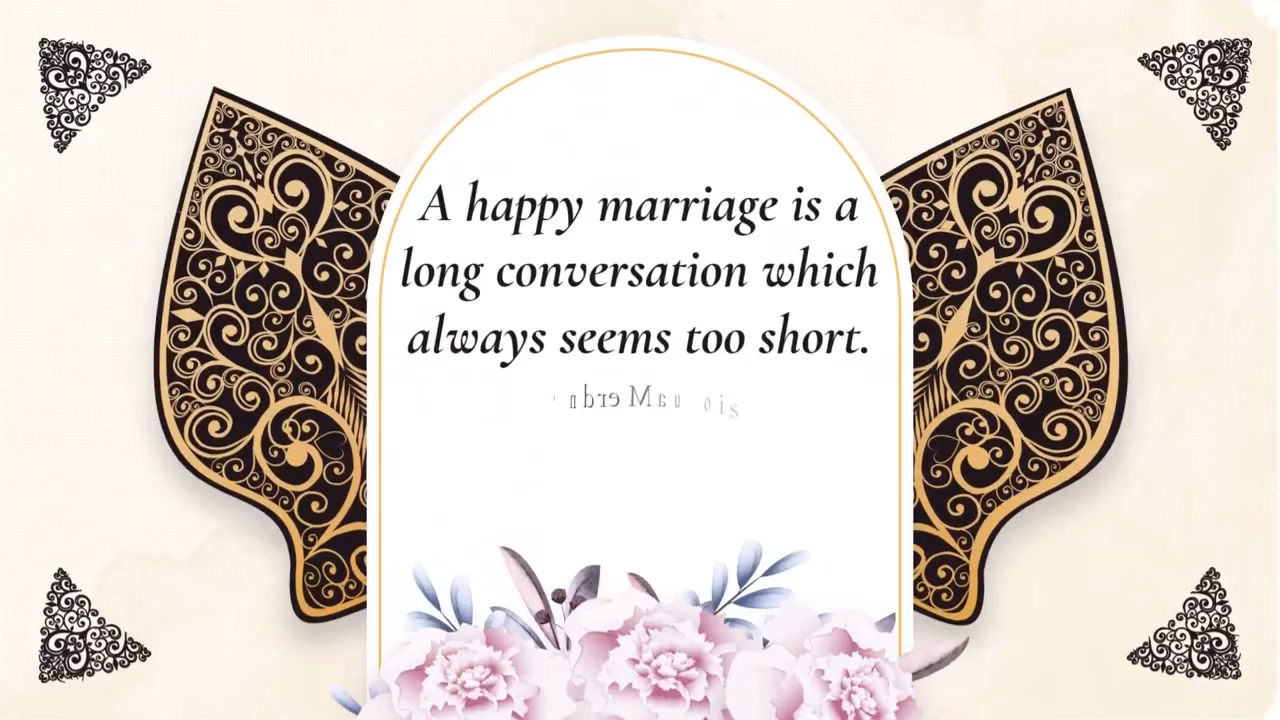 A happy marriage is a
long conversation which
always seems too short.